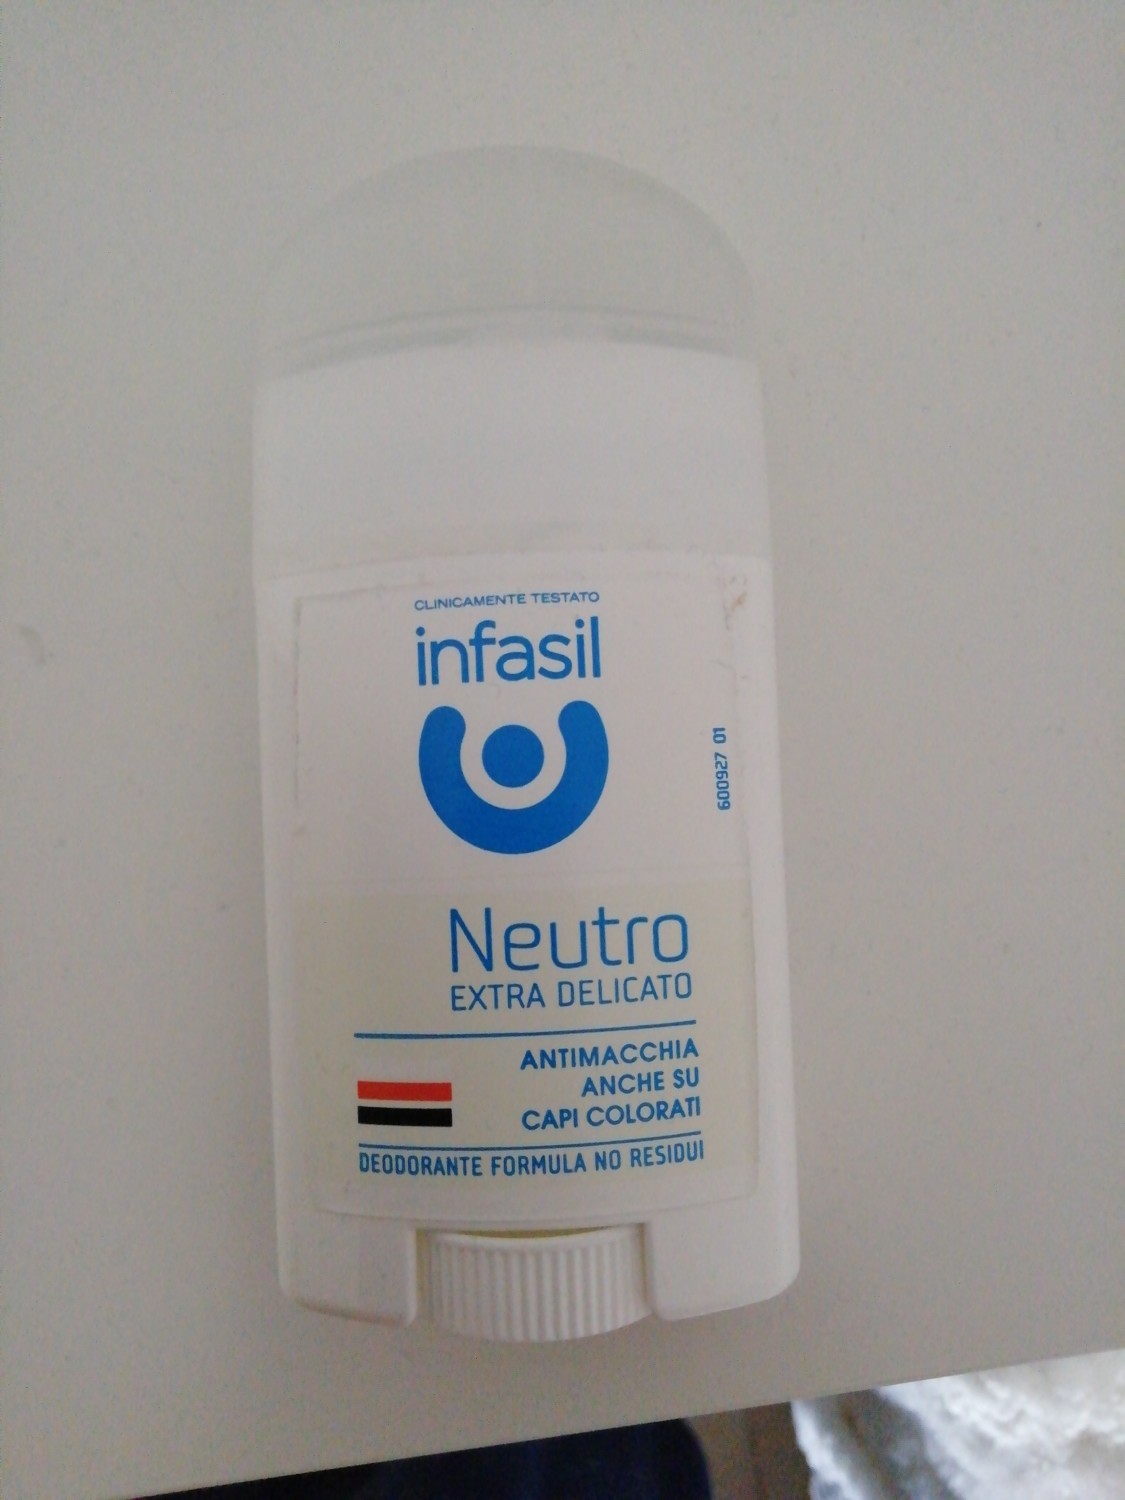 CLINICAMENTE TESTATO
infasil
600927 01
Neutro
EXTRA DELICATO
ANTIMACCHIA
ANCHE SU
CAPI COLORATI
DEODORANTE FORMULA NO RESIDUI